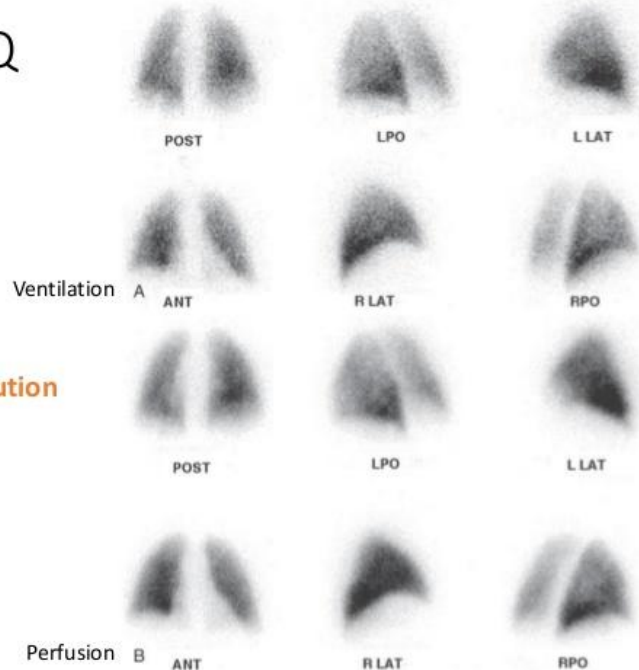 Q
POST LPO L LAT
Ventilation A ANT R LAT RPO
ution
POST LPO L LAT
Perfusion B ANT R LAT RPO